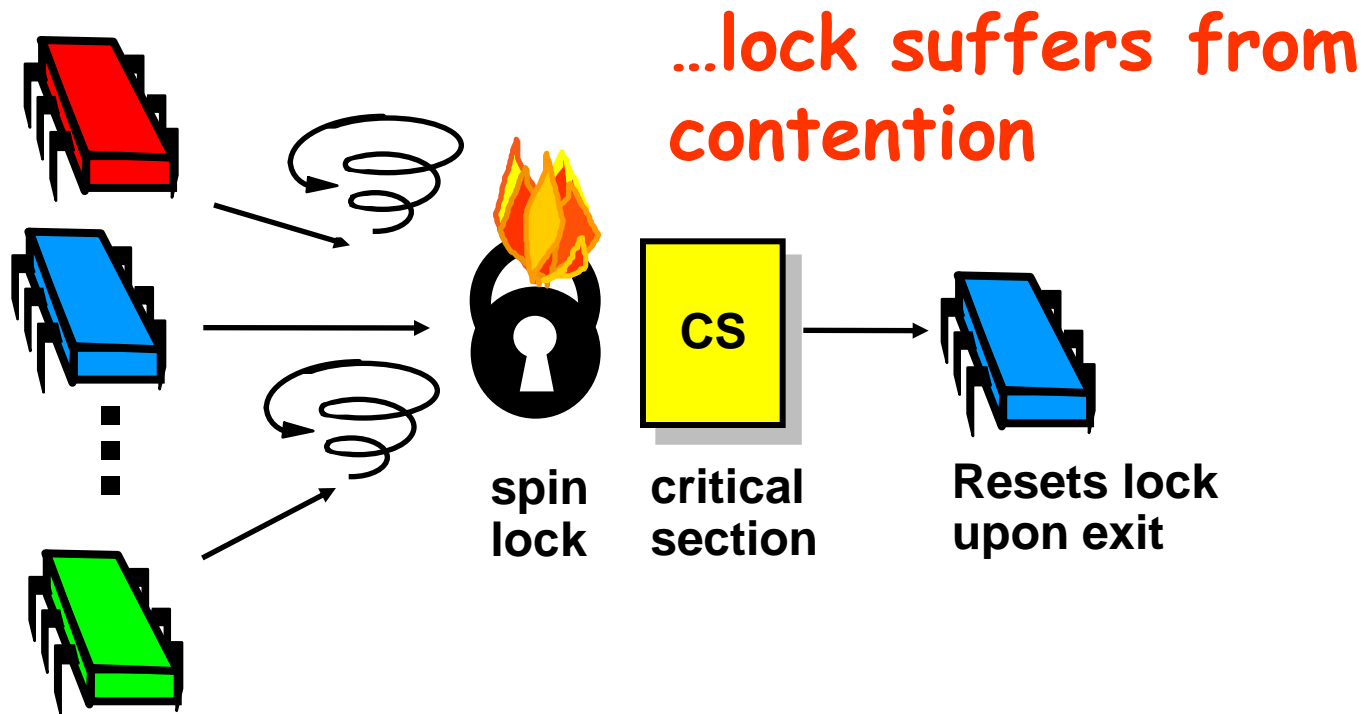 ...lock suffers from
contention
CS
spin
lock
critical
section
Resets lock
upon exit